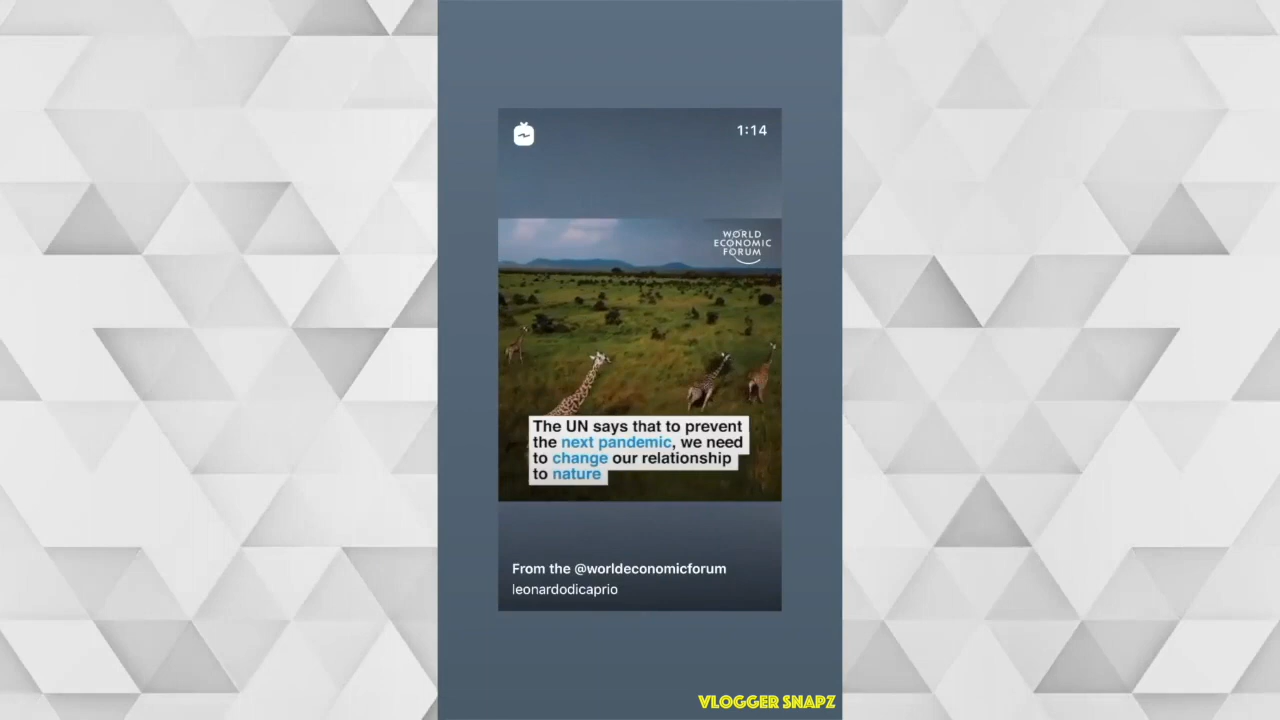 1:14
WORLD
ECONOMIC
FORUM
The UN says that to prevent
the next pandemic, we need
to change our relationship
to nature
From the @worldeconomicforum
leonardodicaprio
VLOGGER SNAPZ